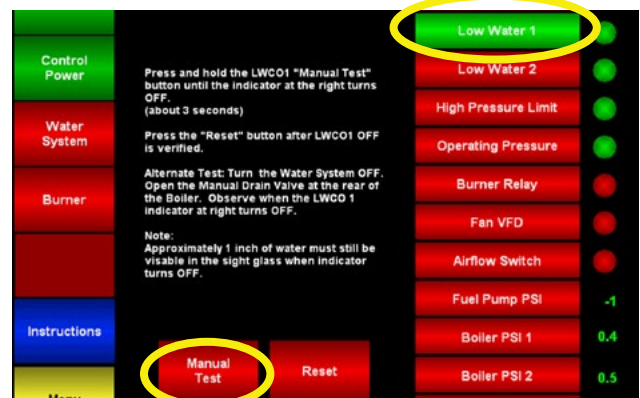 Control
Power
Water
System
Burner
Instructions
Menu
Press and hold the LWCO1 "Manual Test"
button until the indicator at the right turns
OFF.
(about 3 seconds)
Press the "Reset" button after LWCO1 OFF
is verified.
Alternate Test: Turn the Water System OFF.
Open the Manual Drain Valve at the rear of
the Boiler. Observe when the LWCO 1
indicator at right turns OFF.
Note:
Approximately 1 inch of water must still be
visable in the sight glass when indicator
turns OFF.
Manual
Test
Reset
Low Water 1
Low Water 2
High Pressure Limit
Operating Pressure
Burner Relay
Fan VFD
Airflow Switch
Fuel Pump PSI -1
Boiler PSI 1 0.4
Boiler PSI 2 0.5